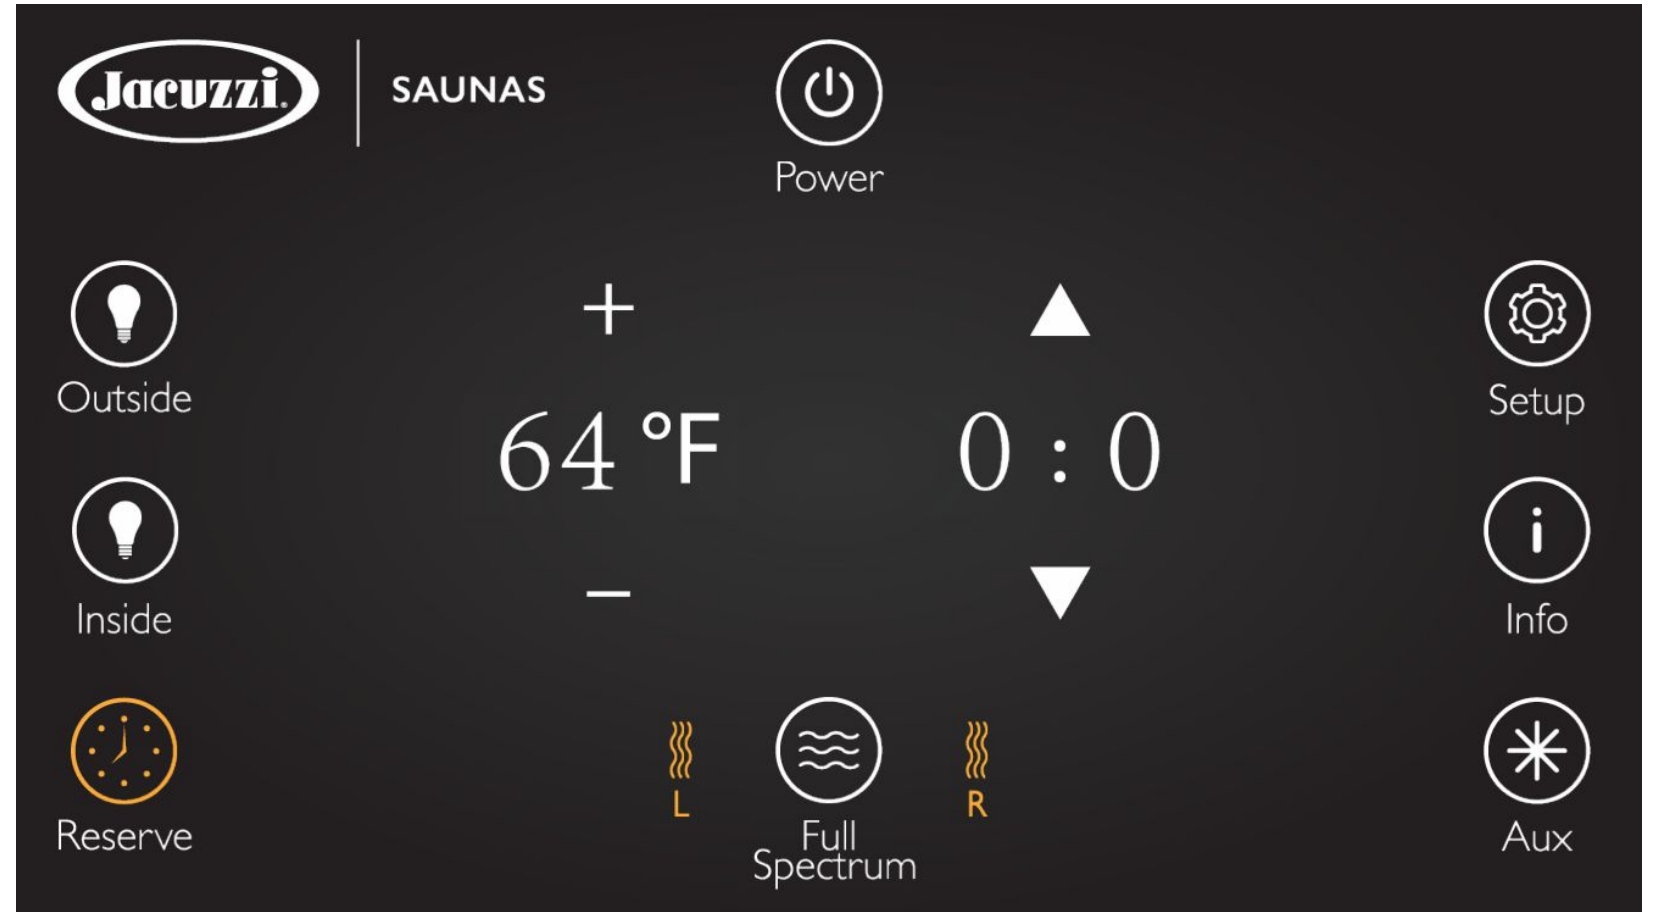 Jacuzzi®
SAUNAS
Power
Outside
+
▲
Setup
64 °F
0 : 0
Inside
−
▼
i
Info
Reserve
L
R
Full
Spectrum
Aux